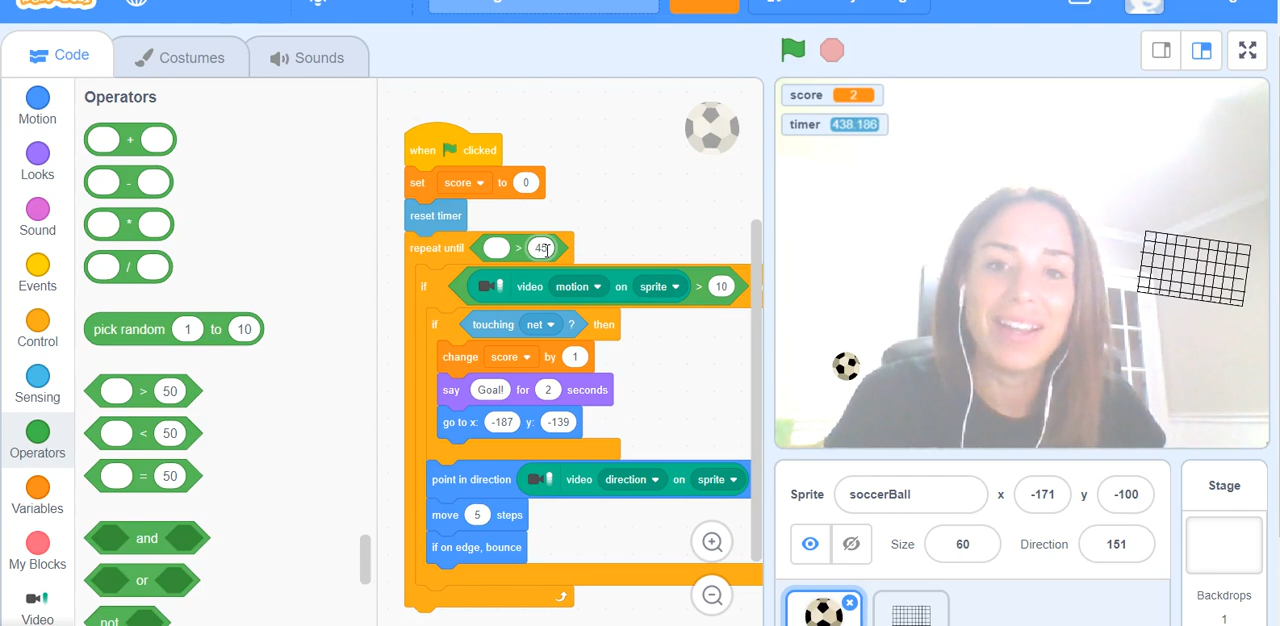 Code
Costumes
Sounds
Motion
Looks
Sound
Events
Control
Sensing
Operators
Variables
My Blocks
Video
Operators
+
-
*
/
pick random 1 to 10
> 50
< 50
= 50
and
or
not
when clicked
set score to 0
reset timer
repeat until > 45
if video motion on sprite > 10
if touching net ? then
change score by 1
say Goal! for 2 seconds
go to x: -187 y: -139
point in direction video direction on sprite
move 5 steps
if on edge, bounce
score 2
timer 438.186
Sprite soccerBall x -171 y -100
Size 60 Direction 151
Stage
Backdrops
1